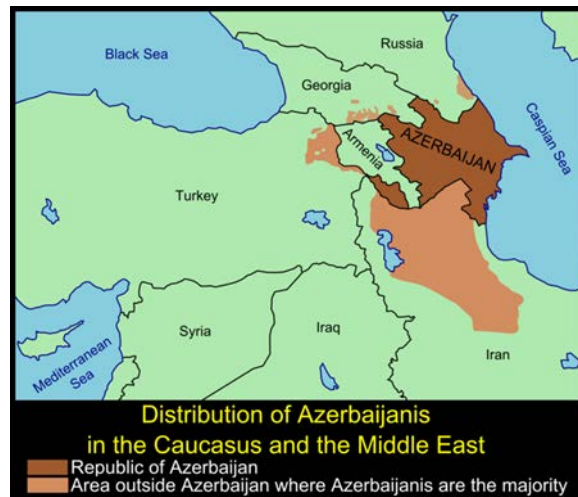 Russia
Black Sea
Georgia
Caspian Sea
AZERBAIJAN
Armenia
Turkey
Syria
Iraq
Iran
Mediterranean
Sea
Distribution of Azerbaijanis
in the Caucasus and the Middle East
Republic of Azerbaijan
Area outside Azerbaijan where Azerbaijanis are the majority